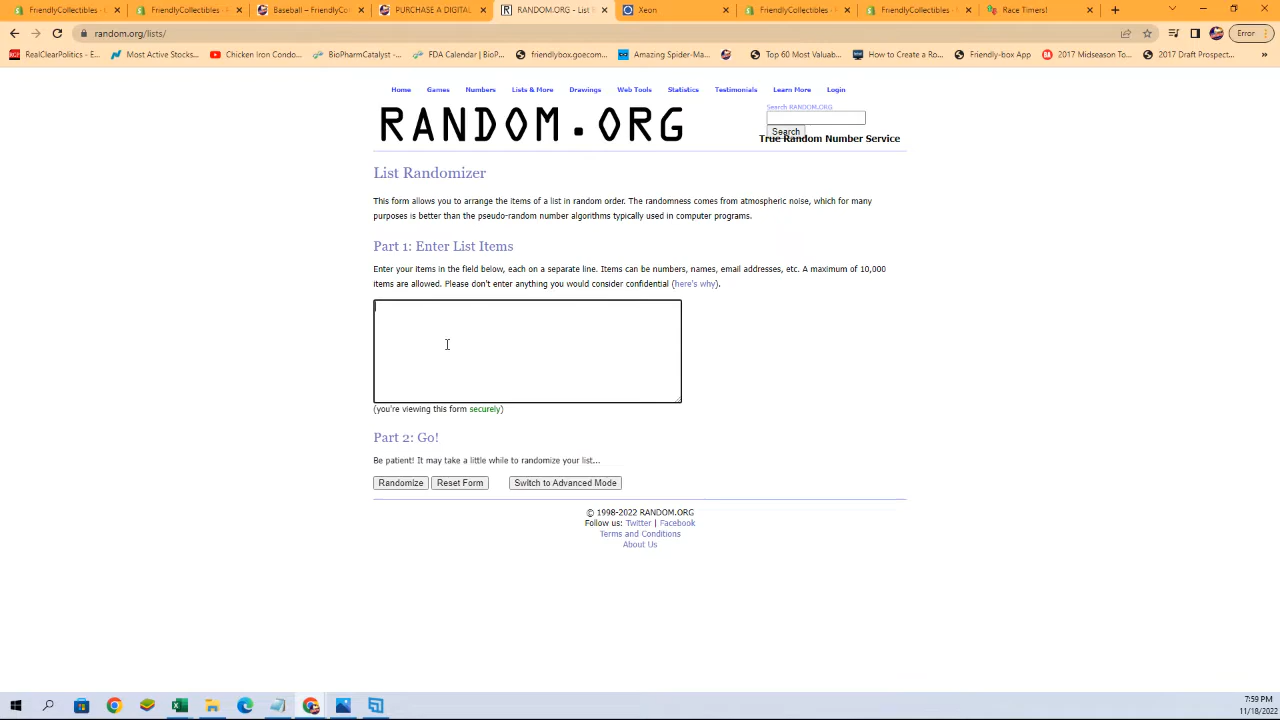 FriendlyCollectibles -
FriendlyCollectibles -
Baseball – FriendlyCo
PURCHASE A DIGITAL
RANDOM.ORG - List
Xeon
FriendlyCollectibles -
FriendlyCollectibles -
Race Timers!
random.org/lists/
Error
RealClearPolitics - E...
Most Active Stocks...
Chicken Iron Condo...
BioPharmCatalyst -...
FDA Calendar | BioP...
friendlybox.goecom...
Amazing Spider-Ma...
Top 60 Most Valuab...
How to Create a Ro...
Friendly-box App
2017 Midseason To...
2017 Draft Prospect...
Home Games Numbers Lists & More Drawings Web Tools Statistics Testimonials Learn More Login
Search RANDOM.ORG
RANDOM.ORG
Search
True Random Number Service
List Randomizer
This form allows you to arrange the items of a list in random order. The randomness comes from atmospheric noise, which for many
purposes is better than the pseudo-random number algorithms typically used in computer programs.
Part 1: Enter List Items
Enter your items in the field below, each on a separate line. Items can be numbers, names, email addresses, etc. A maximum of 10,000
items are allowed. Please don't enter anything you would consider confidential (here's why).
(you're viewing this form securely)
Part 2: Go!
Be patient! It may take a little while to randomize your list...
Randomize Reset Form Switch to Advanced Mode
© 1998-2022 RANDOM.ORG
Follow us: Twitter | Facebook
Terms and Conditions
About Us
7:59 PM
11/18/2022